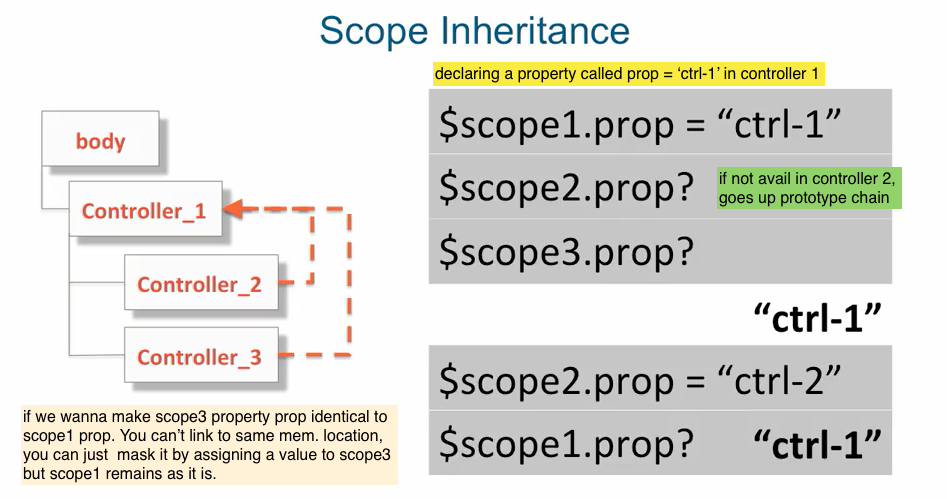 Scope Inheritance
declaring a property called prop = ‘ctrl-1’ in controller 1
body
Controller_1
Controller_2
Controller_3
$scope1.prop = “ctrl-1”
$scope2.prop?
if not avail in controller 2,
goes up prototype chain
$scope3.prop?
“ctrl-1”
$scope2.prop = “ctrl-2”
$scope1.prop? “ctrl-1”
if we wanna make scope3 property prop identical to
scope1 prop. You can’t link to same mem. location,
you can just mask it by assigning a value to scope3
but scope1 remains as it is.